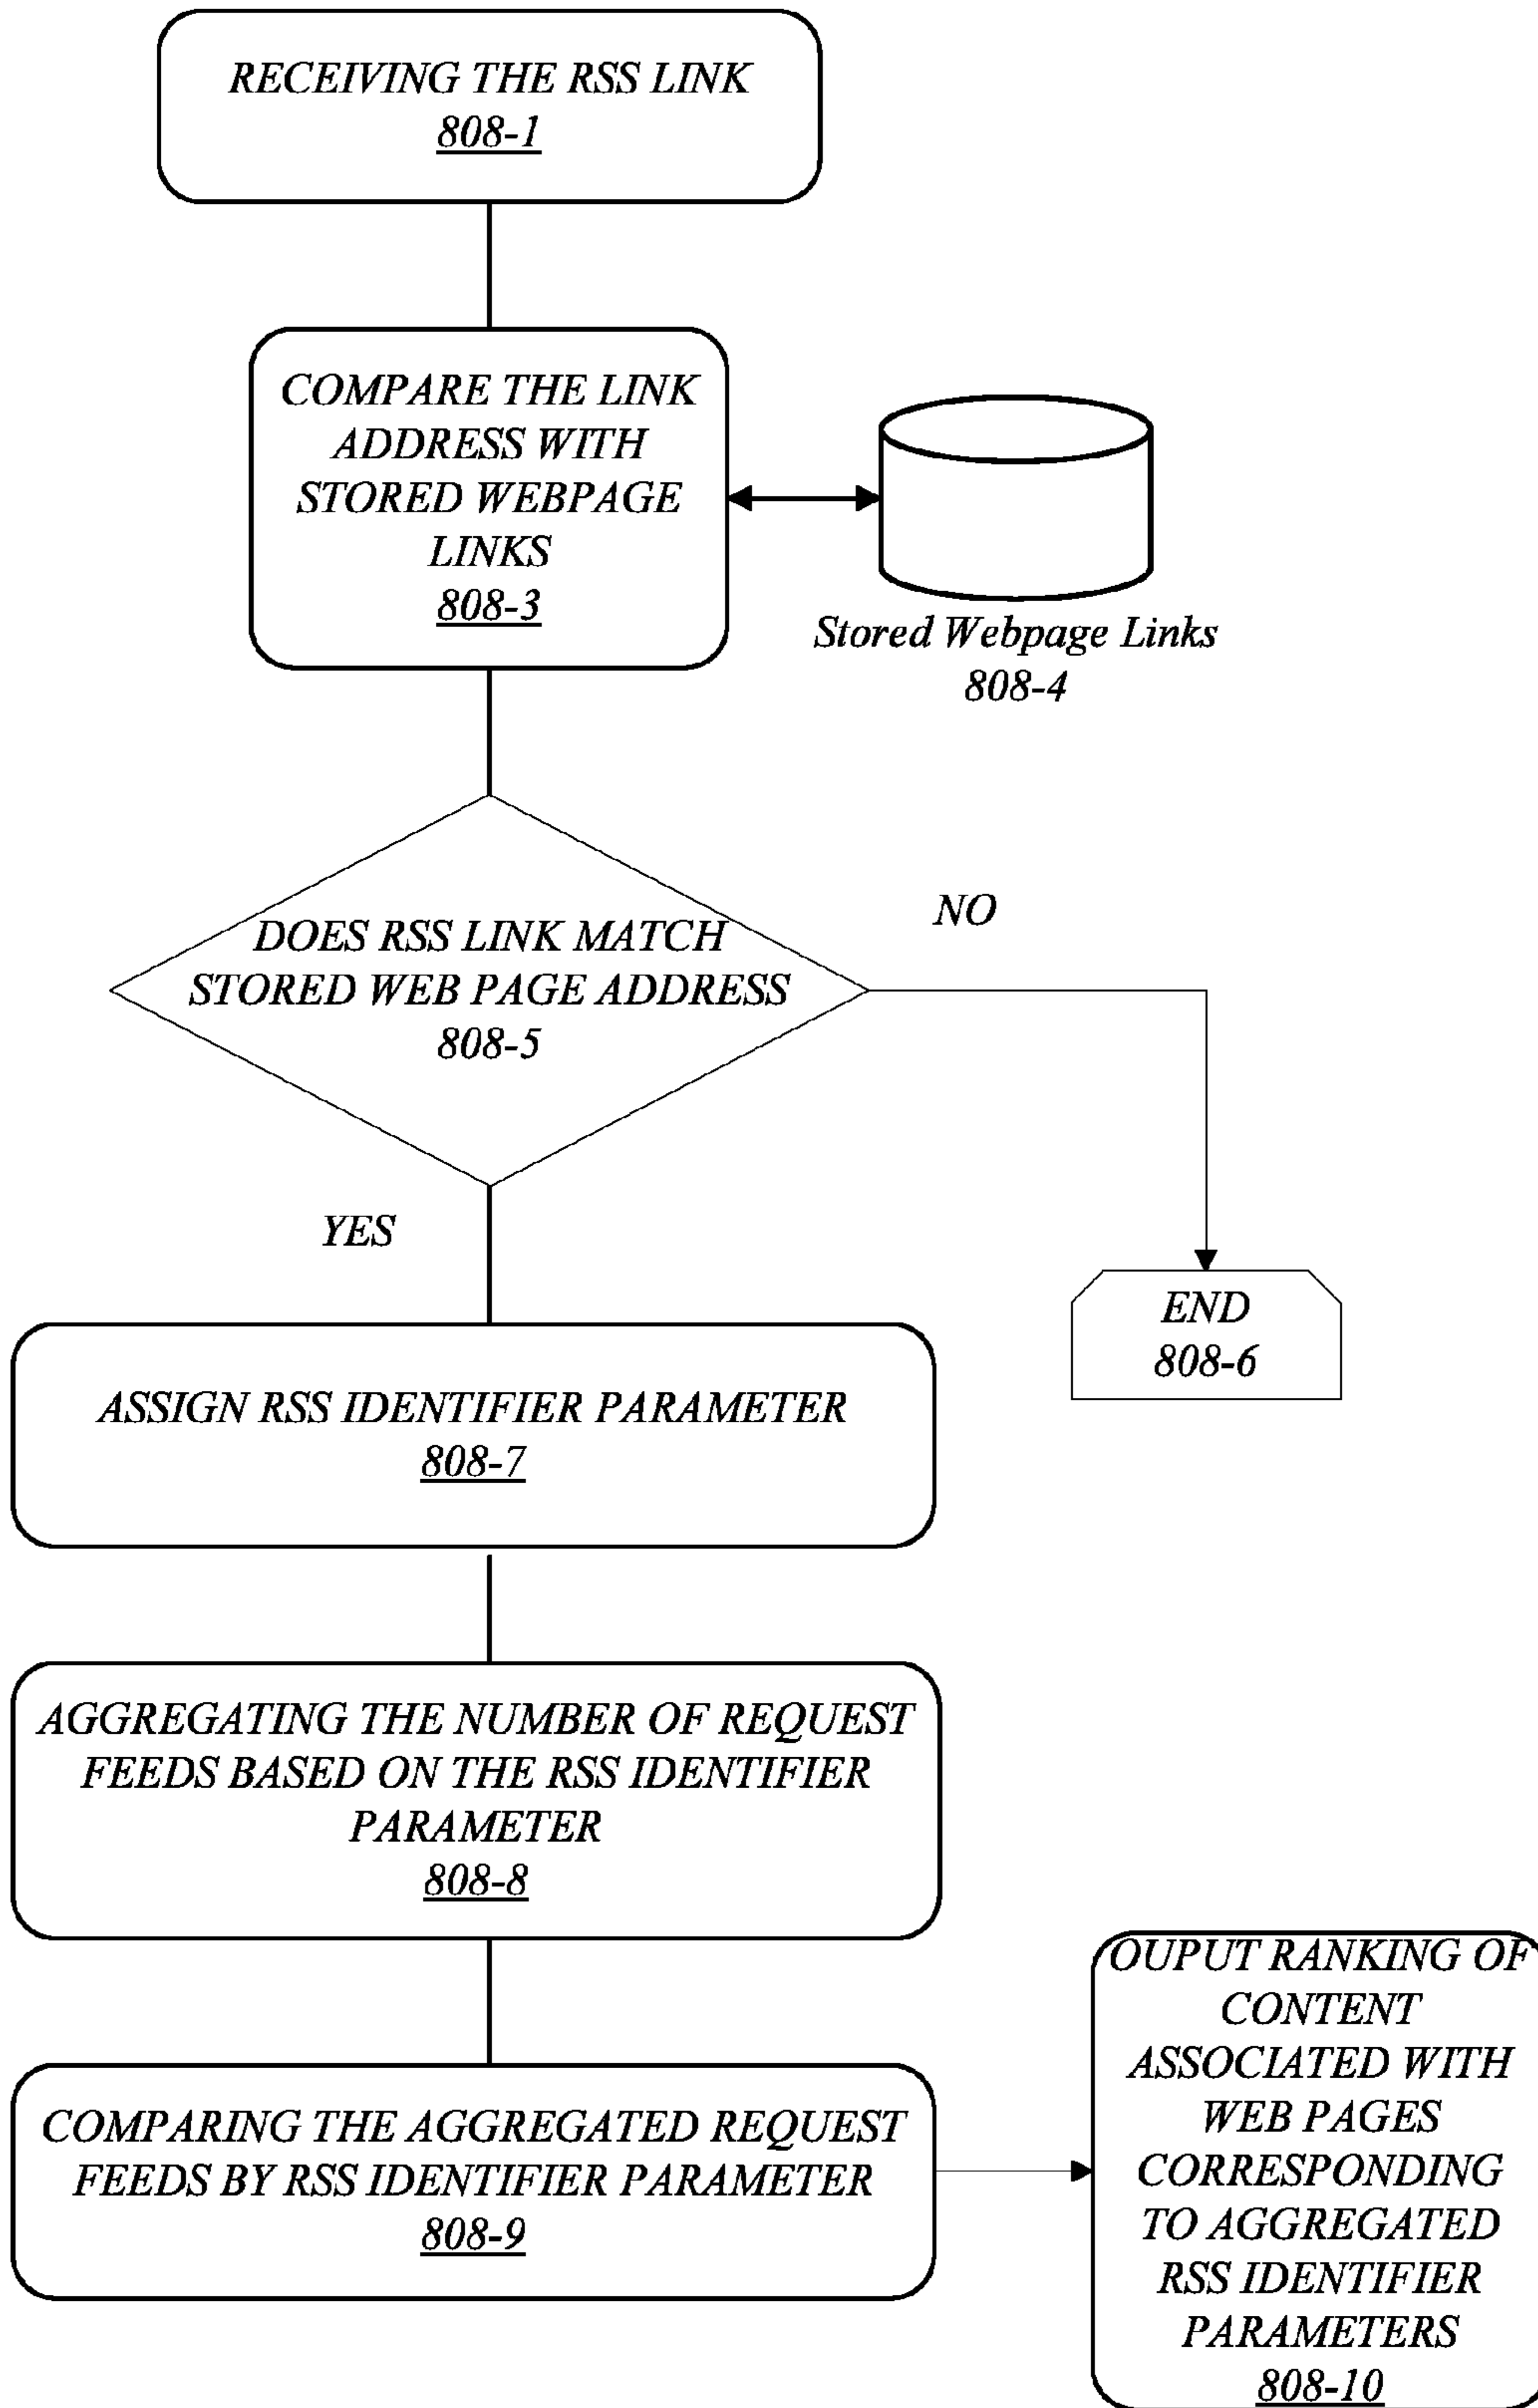 RECEIVING THE RSS LINK
808-1
COMPARE THE LINK
ADDRESS WITH
STORED WEBPAGE
LINKS
808-3
Stored Webpage Links
808-4
DOES RSS LINK MATCH
STORED WEB PAGE ADDRESS
808-5
NO
YES
END
808-6
ASSIGN RSS IDENTIFIER PARAMETER
808-7
AGGREGATING THE NUMBER OF REQUEST
FEEDS BASED ON THE RSS IDENTIFIER
PARAMETER
808-8
COMPARING THE AGGREGATED REQUEST
FEEDS BY RSS IDENTIFIER PARAMETER
808-9
OUPUT RANKING OF
CONTENT
ASSOCIATED WITH
WEB PAGES
CORRESPONDING
TO AGGREGATED
RSS IDENTIFIER
PARAMETERS
808-10